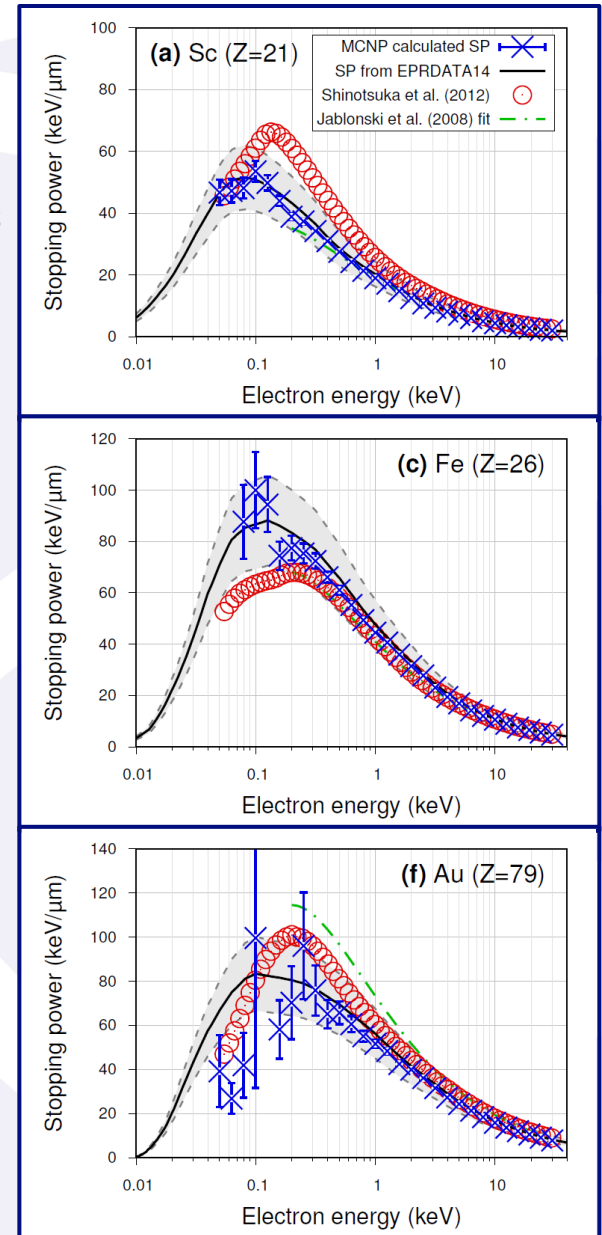 (a) Sc (Z=21)
MCNP calculated SP
SP from EPRDATA14
Shinotsuka et al. (2012)
Jablonski et al. (2008) fit
Stopping power (keV/μm)
100
80
60
40
20
0
0.01 0.1 1 10
Electron energy (keV)
(c) Fe (Z=26)
Stopping power (keV/μm)
120
100
80
60
40
20
0
0.01 0.1 1 10
Electron energy (keV)
(f) Au (Z=79)
Stopping power (keV/μm)
140
120
100
80
60
40
20
0
0.01 0.1 1 10
Electron energy (keV)